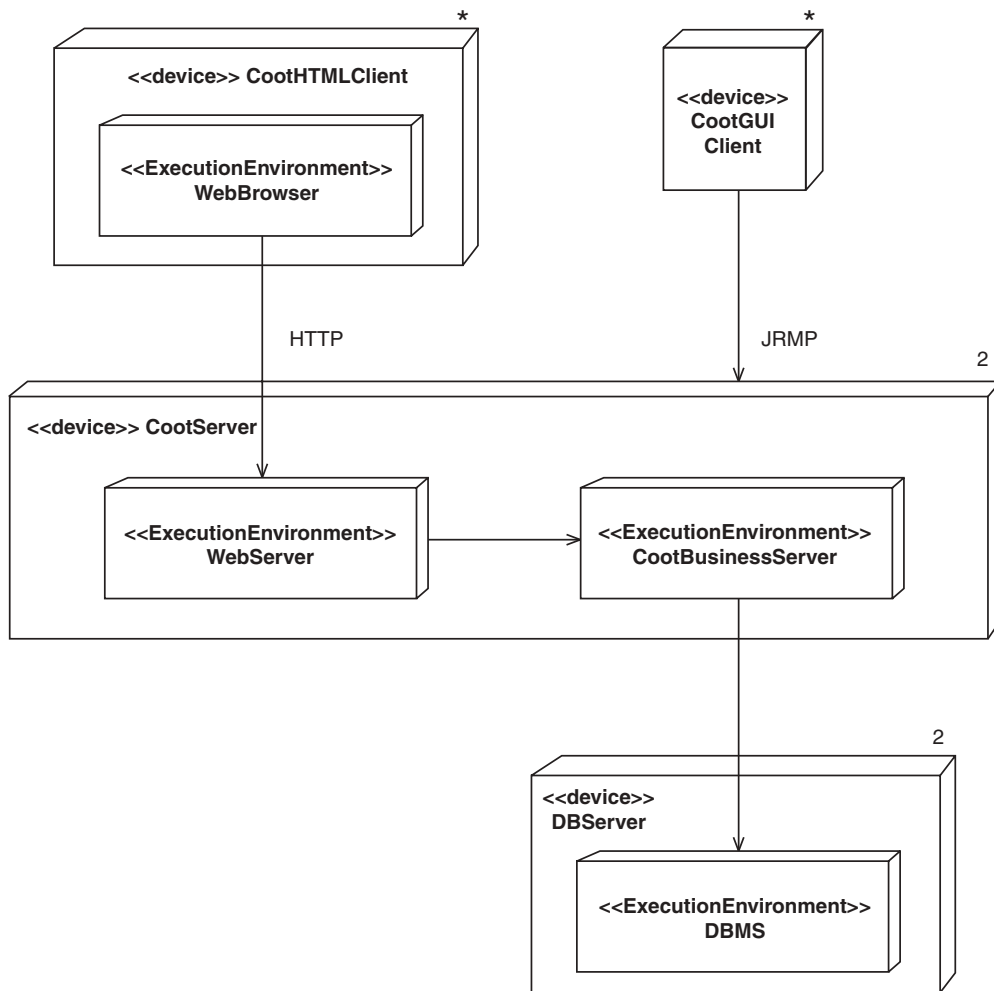 *
*
<<device>> CootHTMLClient
<<ExecutionEnvironment>>
WebBrowser
<<device>>
CootGUI
Client
HTTP
JRMP
2
<<device>> CootServer
<<ExecutionEnvironment>>
WebServer
<<ExecutionEnvironment>>
CootBusinessServer
2
<<device>>
DBServer
<<ExecutionEnvironment>>
DBMS